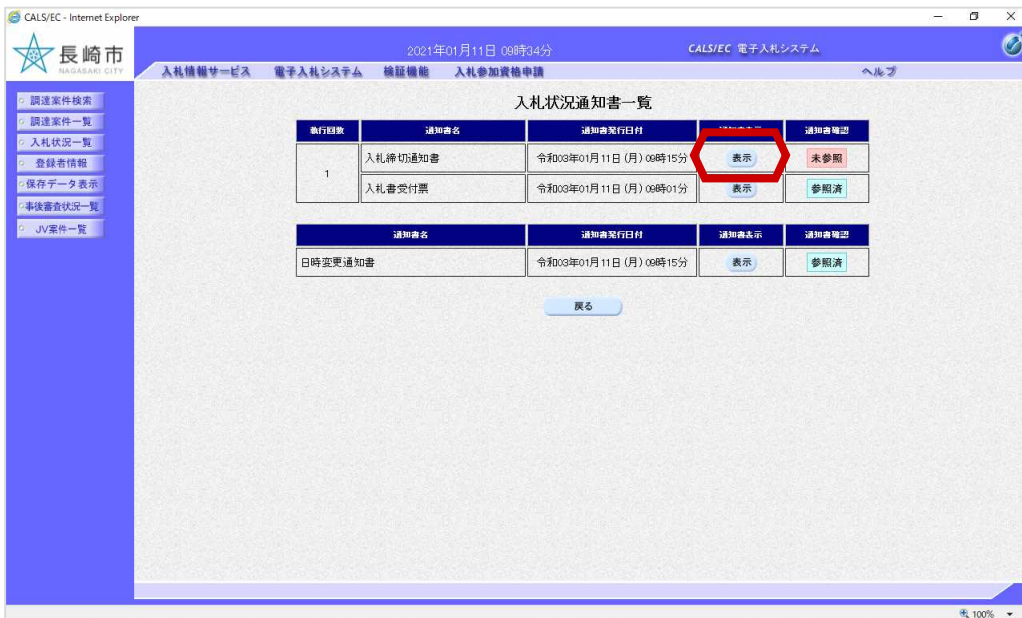 CALS/EC - Internet Explorer
長崎市
NAGASAKI CITY
2021年01月11日 09時34分
CALS/EC 電子入札システム
入札情報サービス 電子入札システム 検証機能 入札参加資格申請 ヘルプ
調達案件検索
調達案件一覧
入札状況一覧
登録者情報
保存データ表示
事後審査状況一覧
JV案件一覧
入札状況通知書一覧
執行回数 通知書名 通知書発行日付 通知書表示 通知書確認
1
入札締切通知書 令和03年01月11日 (月) 09時15分 表示 未参照
入札書受付票 令和03年01月11日 (月) 09時01分 表示 参照済
通知書名 通知書発行日付 通知書表示 通知書確認
日時変更通知書 令和03年01月11日 (月) 09時15分 表示 参照済
戻る
100%